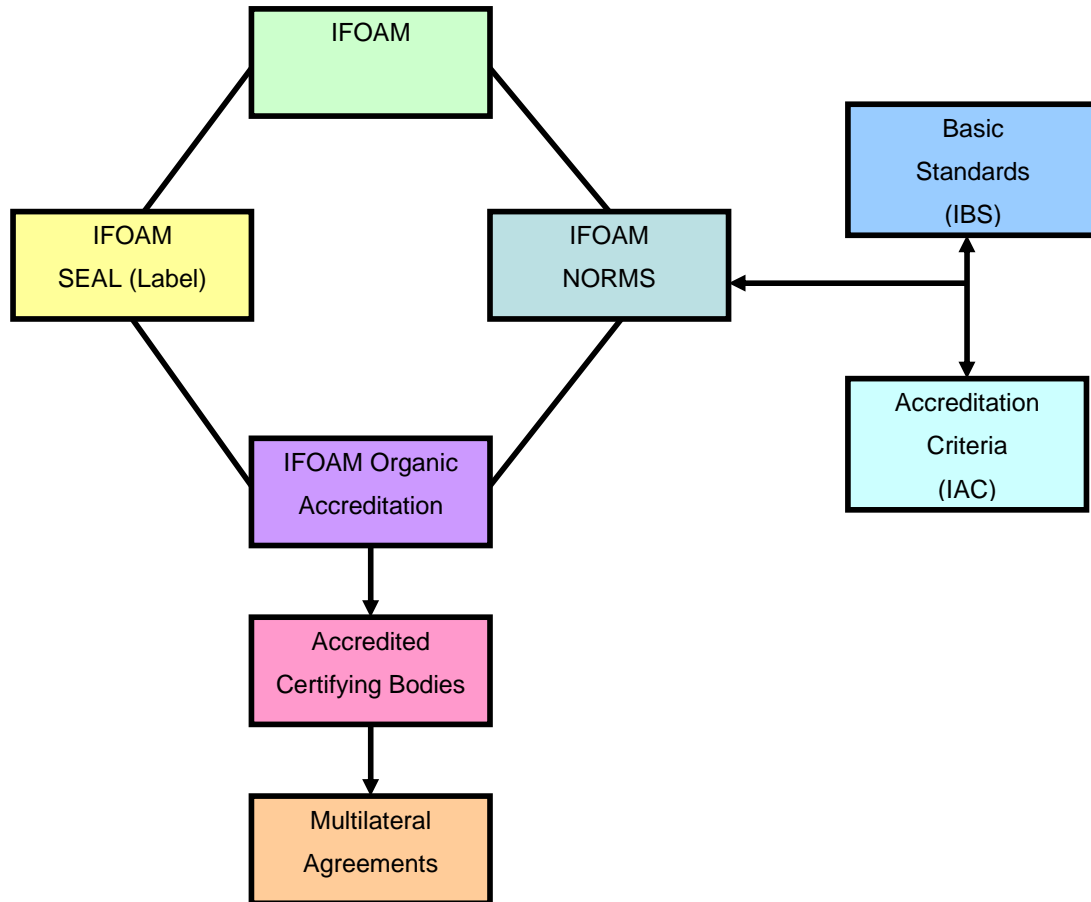 IFOAM
Basic
Standards
(IBS)
IFOAM
SEAL (Label)
IFOAM
NORMS
Accreditation
Criteria
(IAC)
IFOAM Organic
Accreditation
Accredited
Certifying Bodies
Multilateral
Agreements